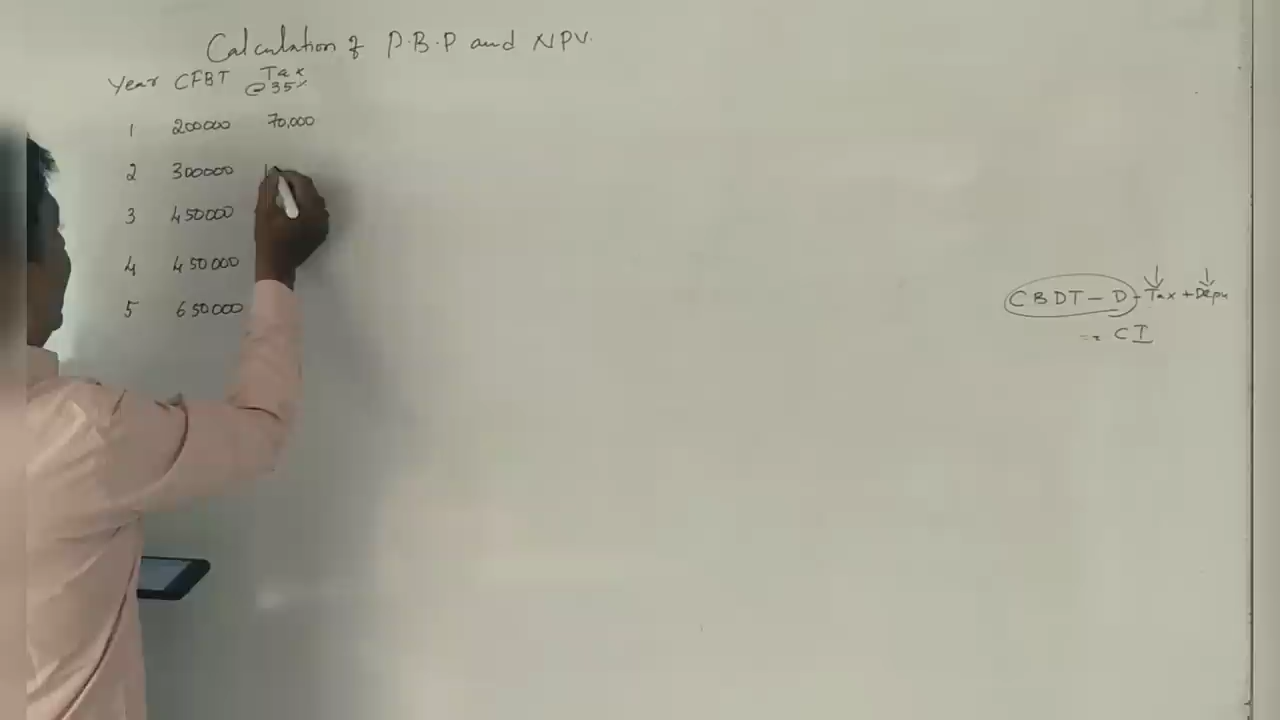 Calculation of P.B.P and NPV.
Year CFBT Tax @35%
1 200000 70,000
2 300000 1
3 450000
4 450000
5 650000
CBDT - D - Tax + Depn
= CI